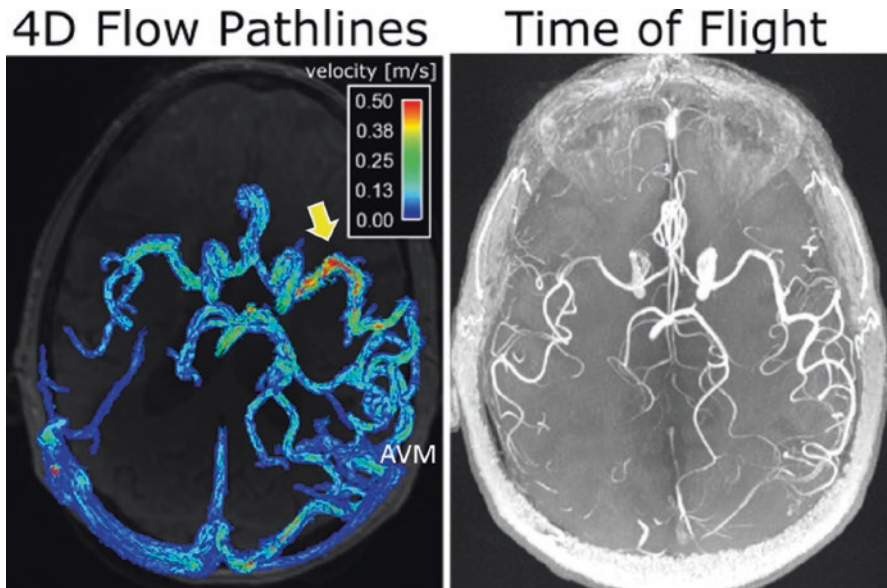 4D Flow Pathlines
Time of Flight
velocity [m/s]
0.50
0.38
0.25
0.13
0.00
AVM